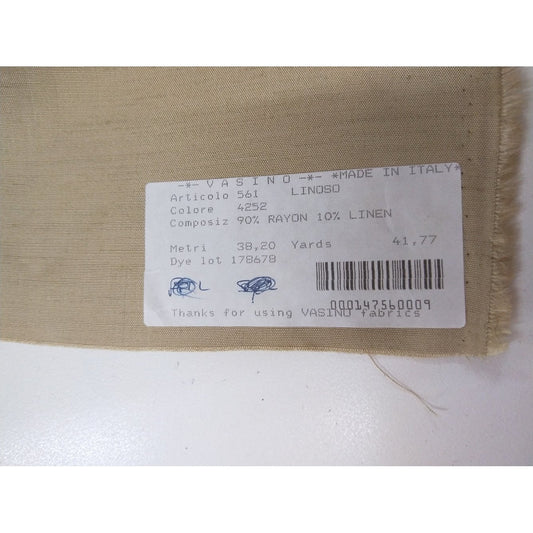 -*- V A S I N O -*- *MADE IN ITALY*
Articolo 561 LINOSO
Colore 4252
Composiz 90% RAYON 10% LINEN
Metri 38,20 Yards 41,77
Dye lot 178678
000147560009
Thanks for using VASINO fabrics